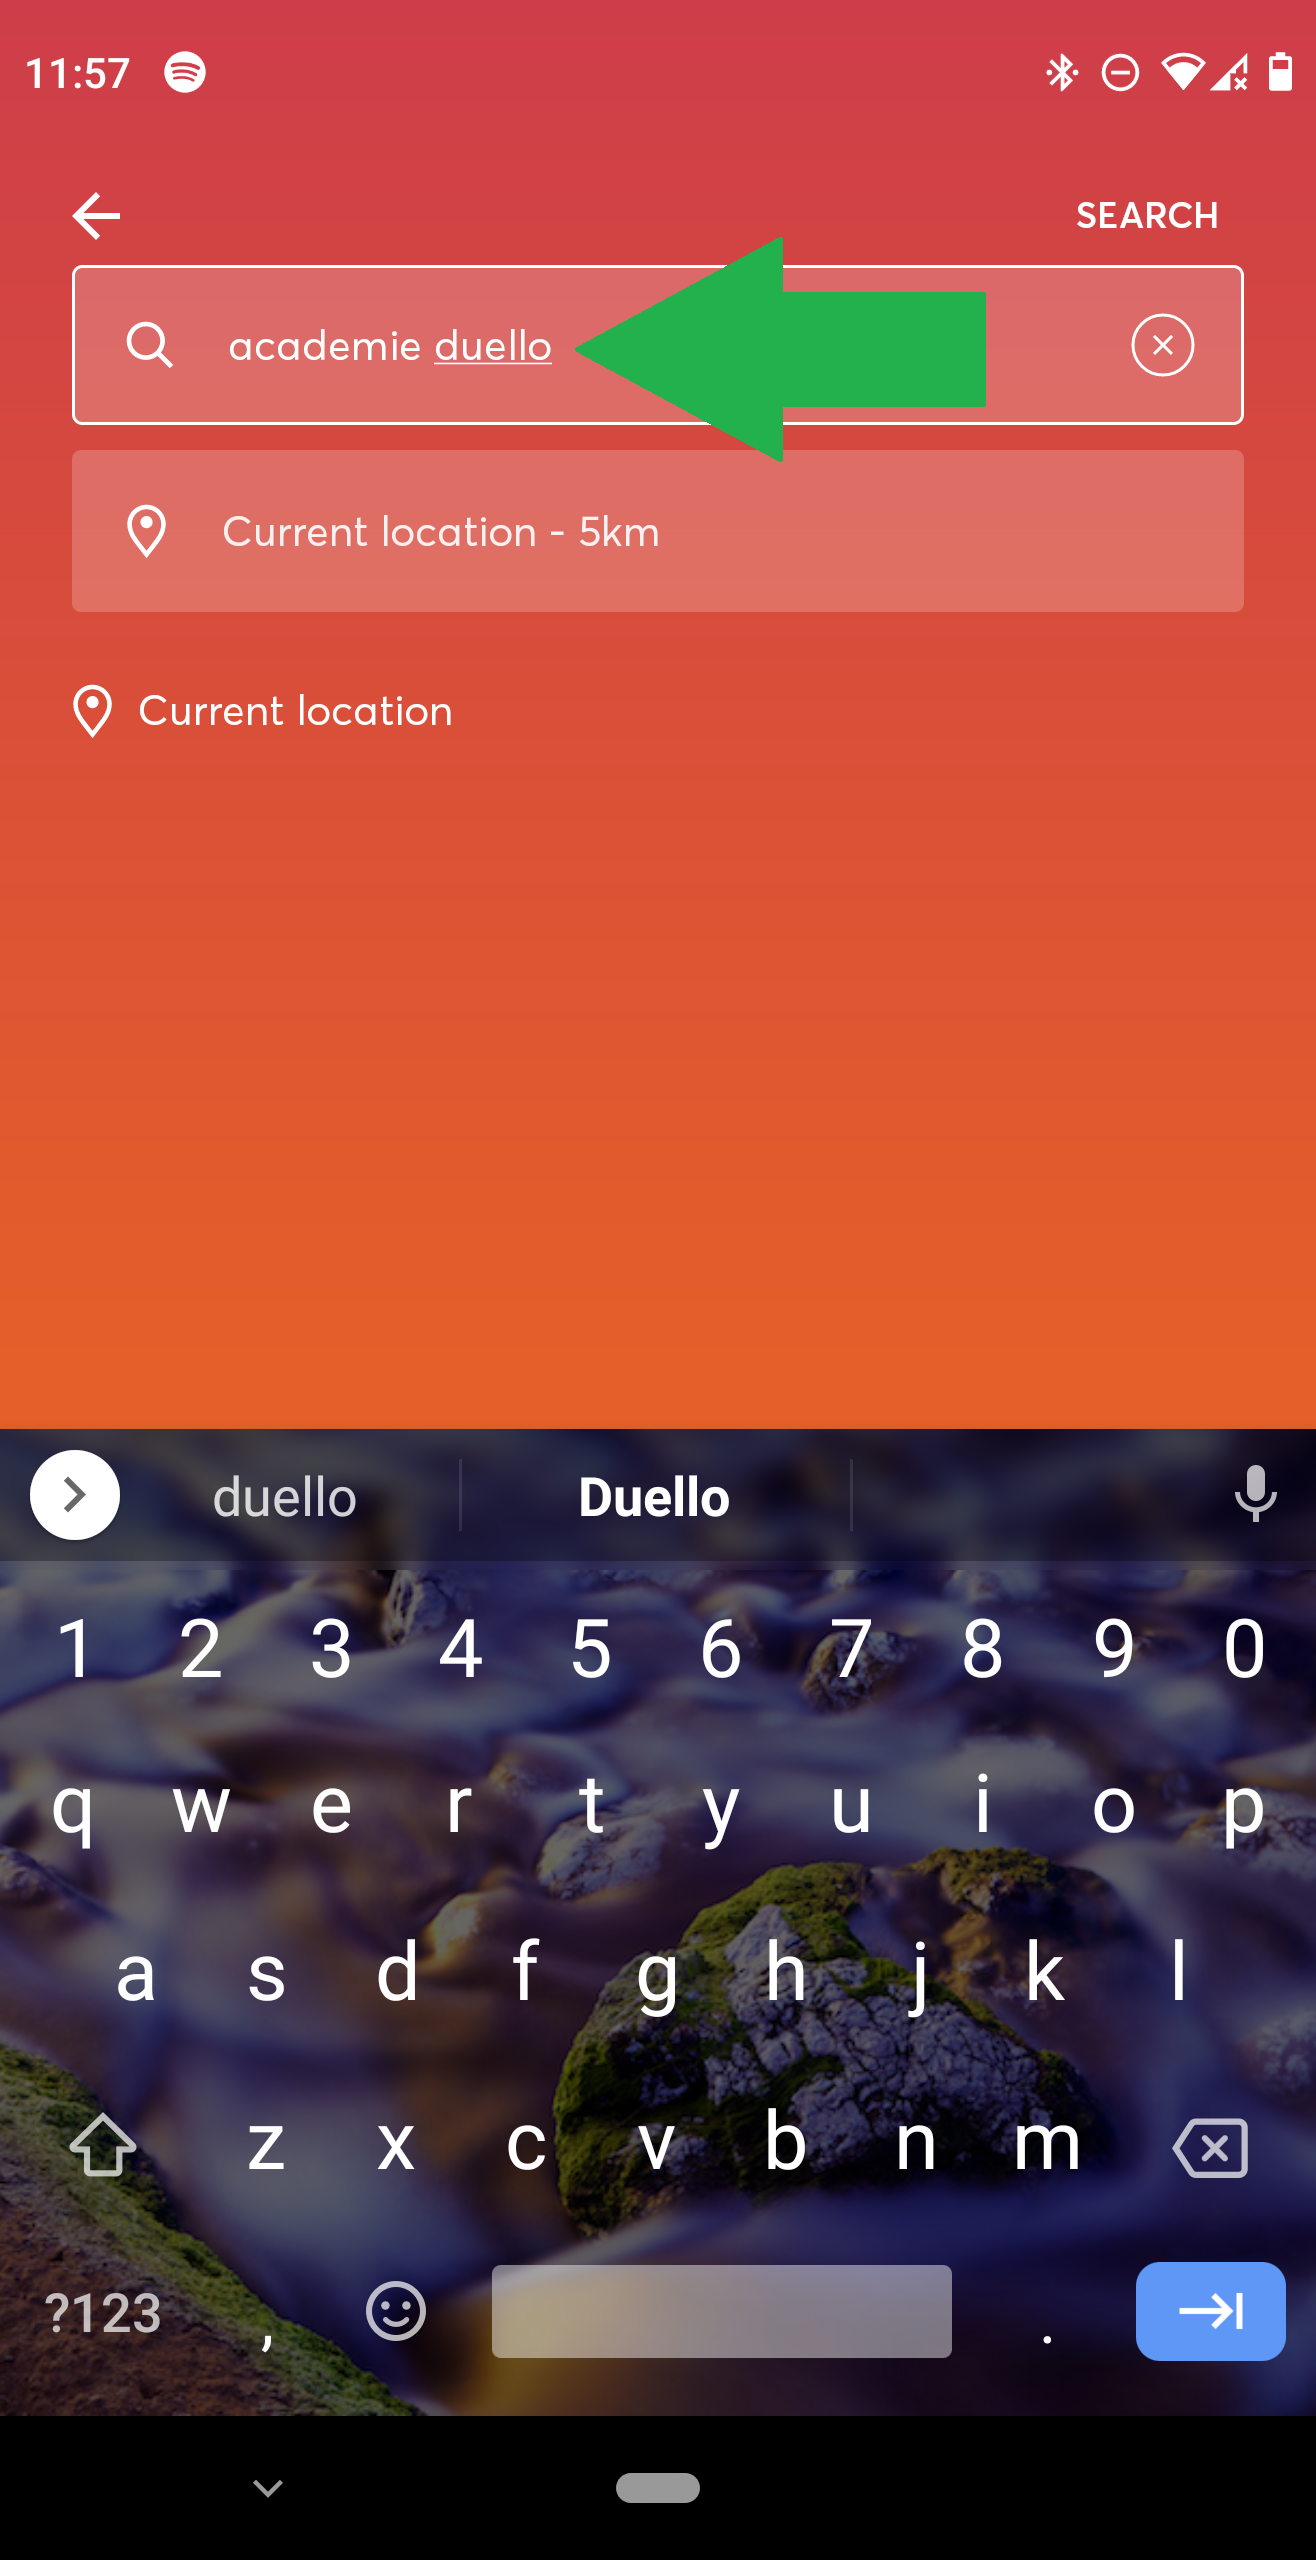 11:57
SEARCH
academie duello
Current location - 5km
Current location
duello Duello
1 2 3 4 5 6 7 8 9 0
q w e r t y u i o p
a s d f g h j k l
z x c v b n m
?123 , .